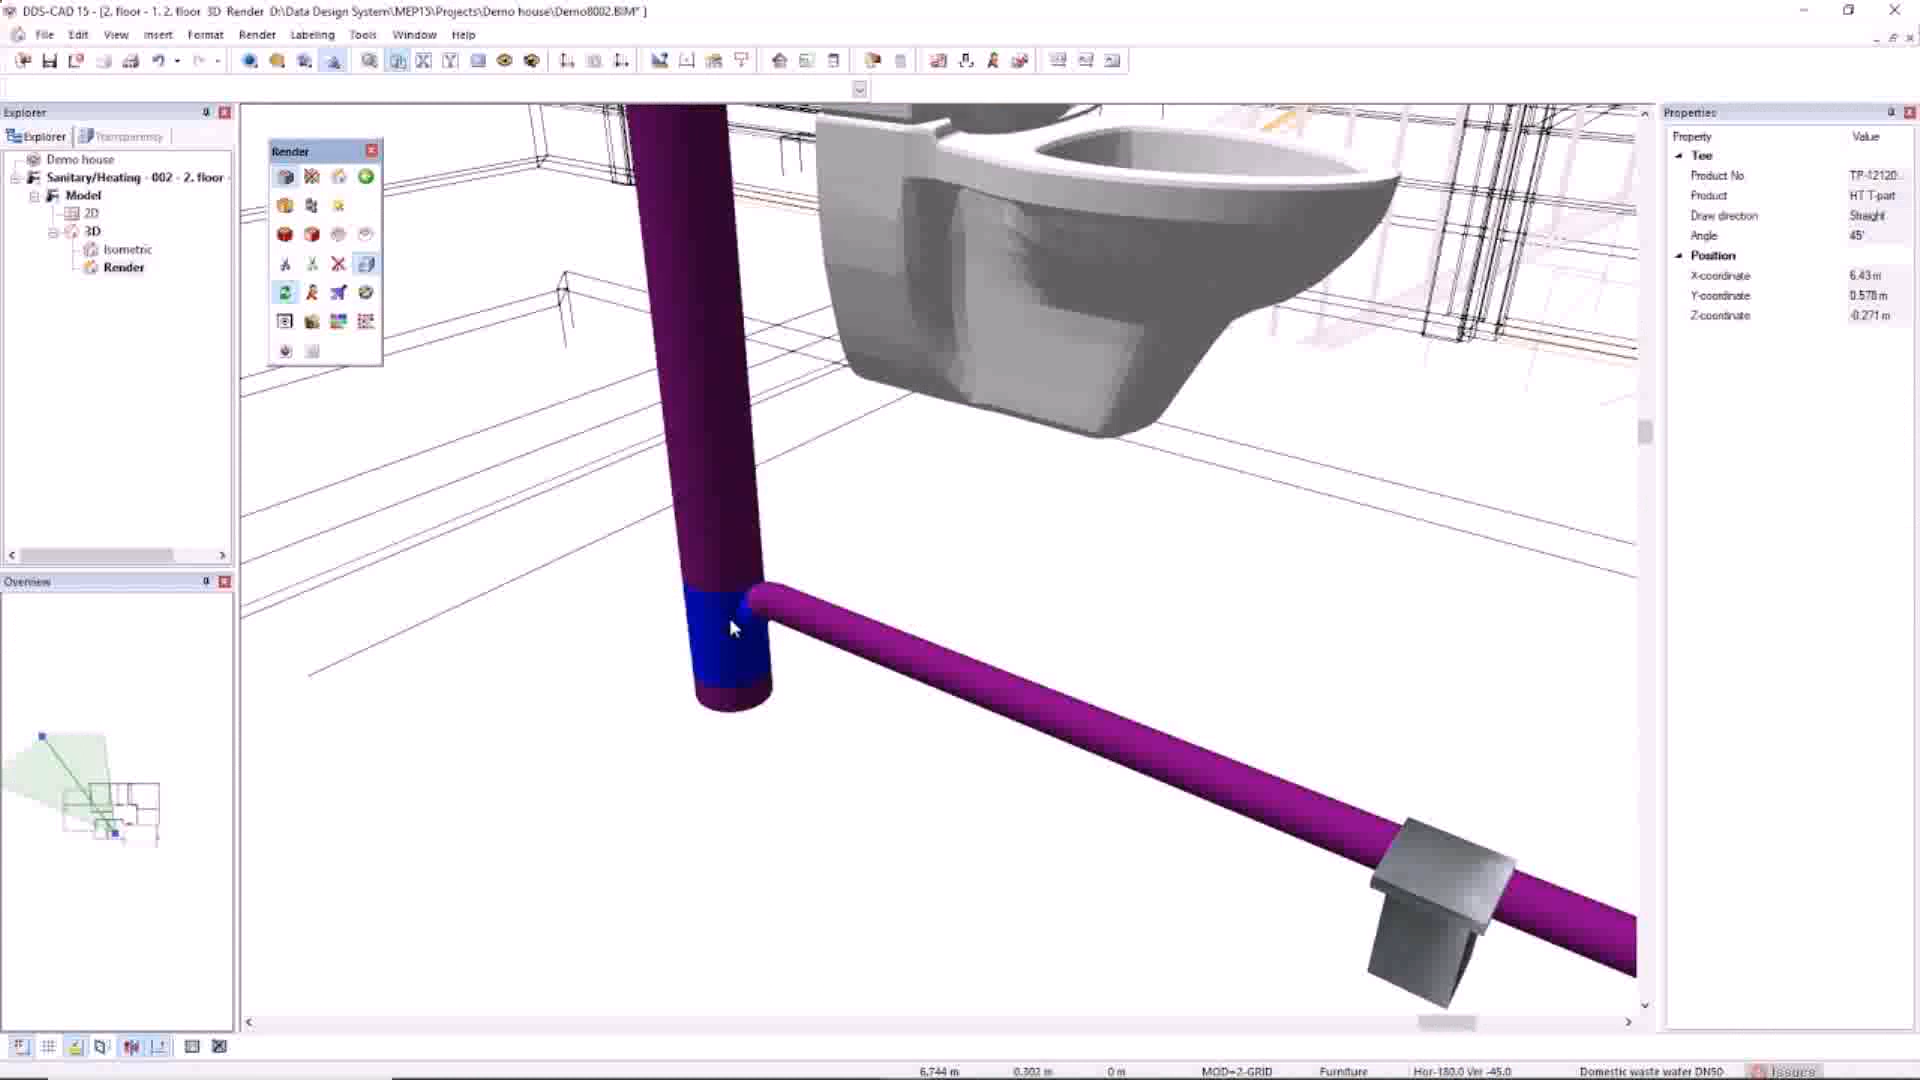 DDS-CAD 15 - [2. floor - 1. 2. floor 3D Render D:\Data Design System\MEP15\Projects\Demo house\Demo8002.BIM* ]
File Edit View Insert Format Render Labeling Tools Window Help
Explorer
Explorer Transparency
Demo house
Sanitary/Heating - 002 - 2. floor -
Model
2D
3D
Isometric
Render
Overview
Render
Properties
Property Value
Tee
Product No TP-12120...
Product HT T-part
Draw direction Straight
Angle 45°
Position
X-coordinate 6.43 m
Y-coordinate 0.578 m
Z-coordinate -0.271 m
6.744 m 0.302 m 0 m MOD=2-GRID Furniture Hor-180.0 Ver -45.0 Domestic waste water DN50 Issues